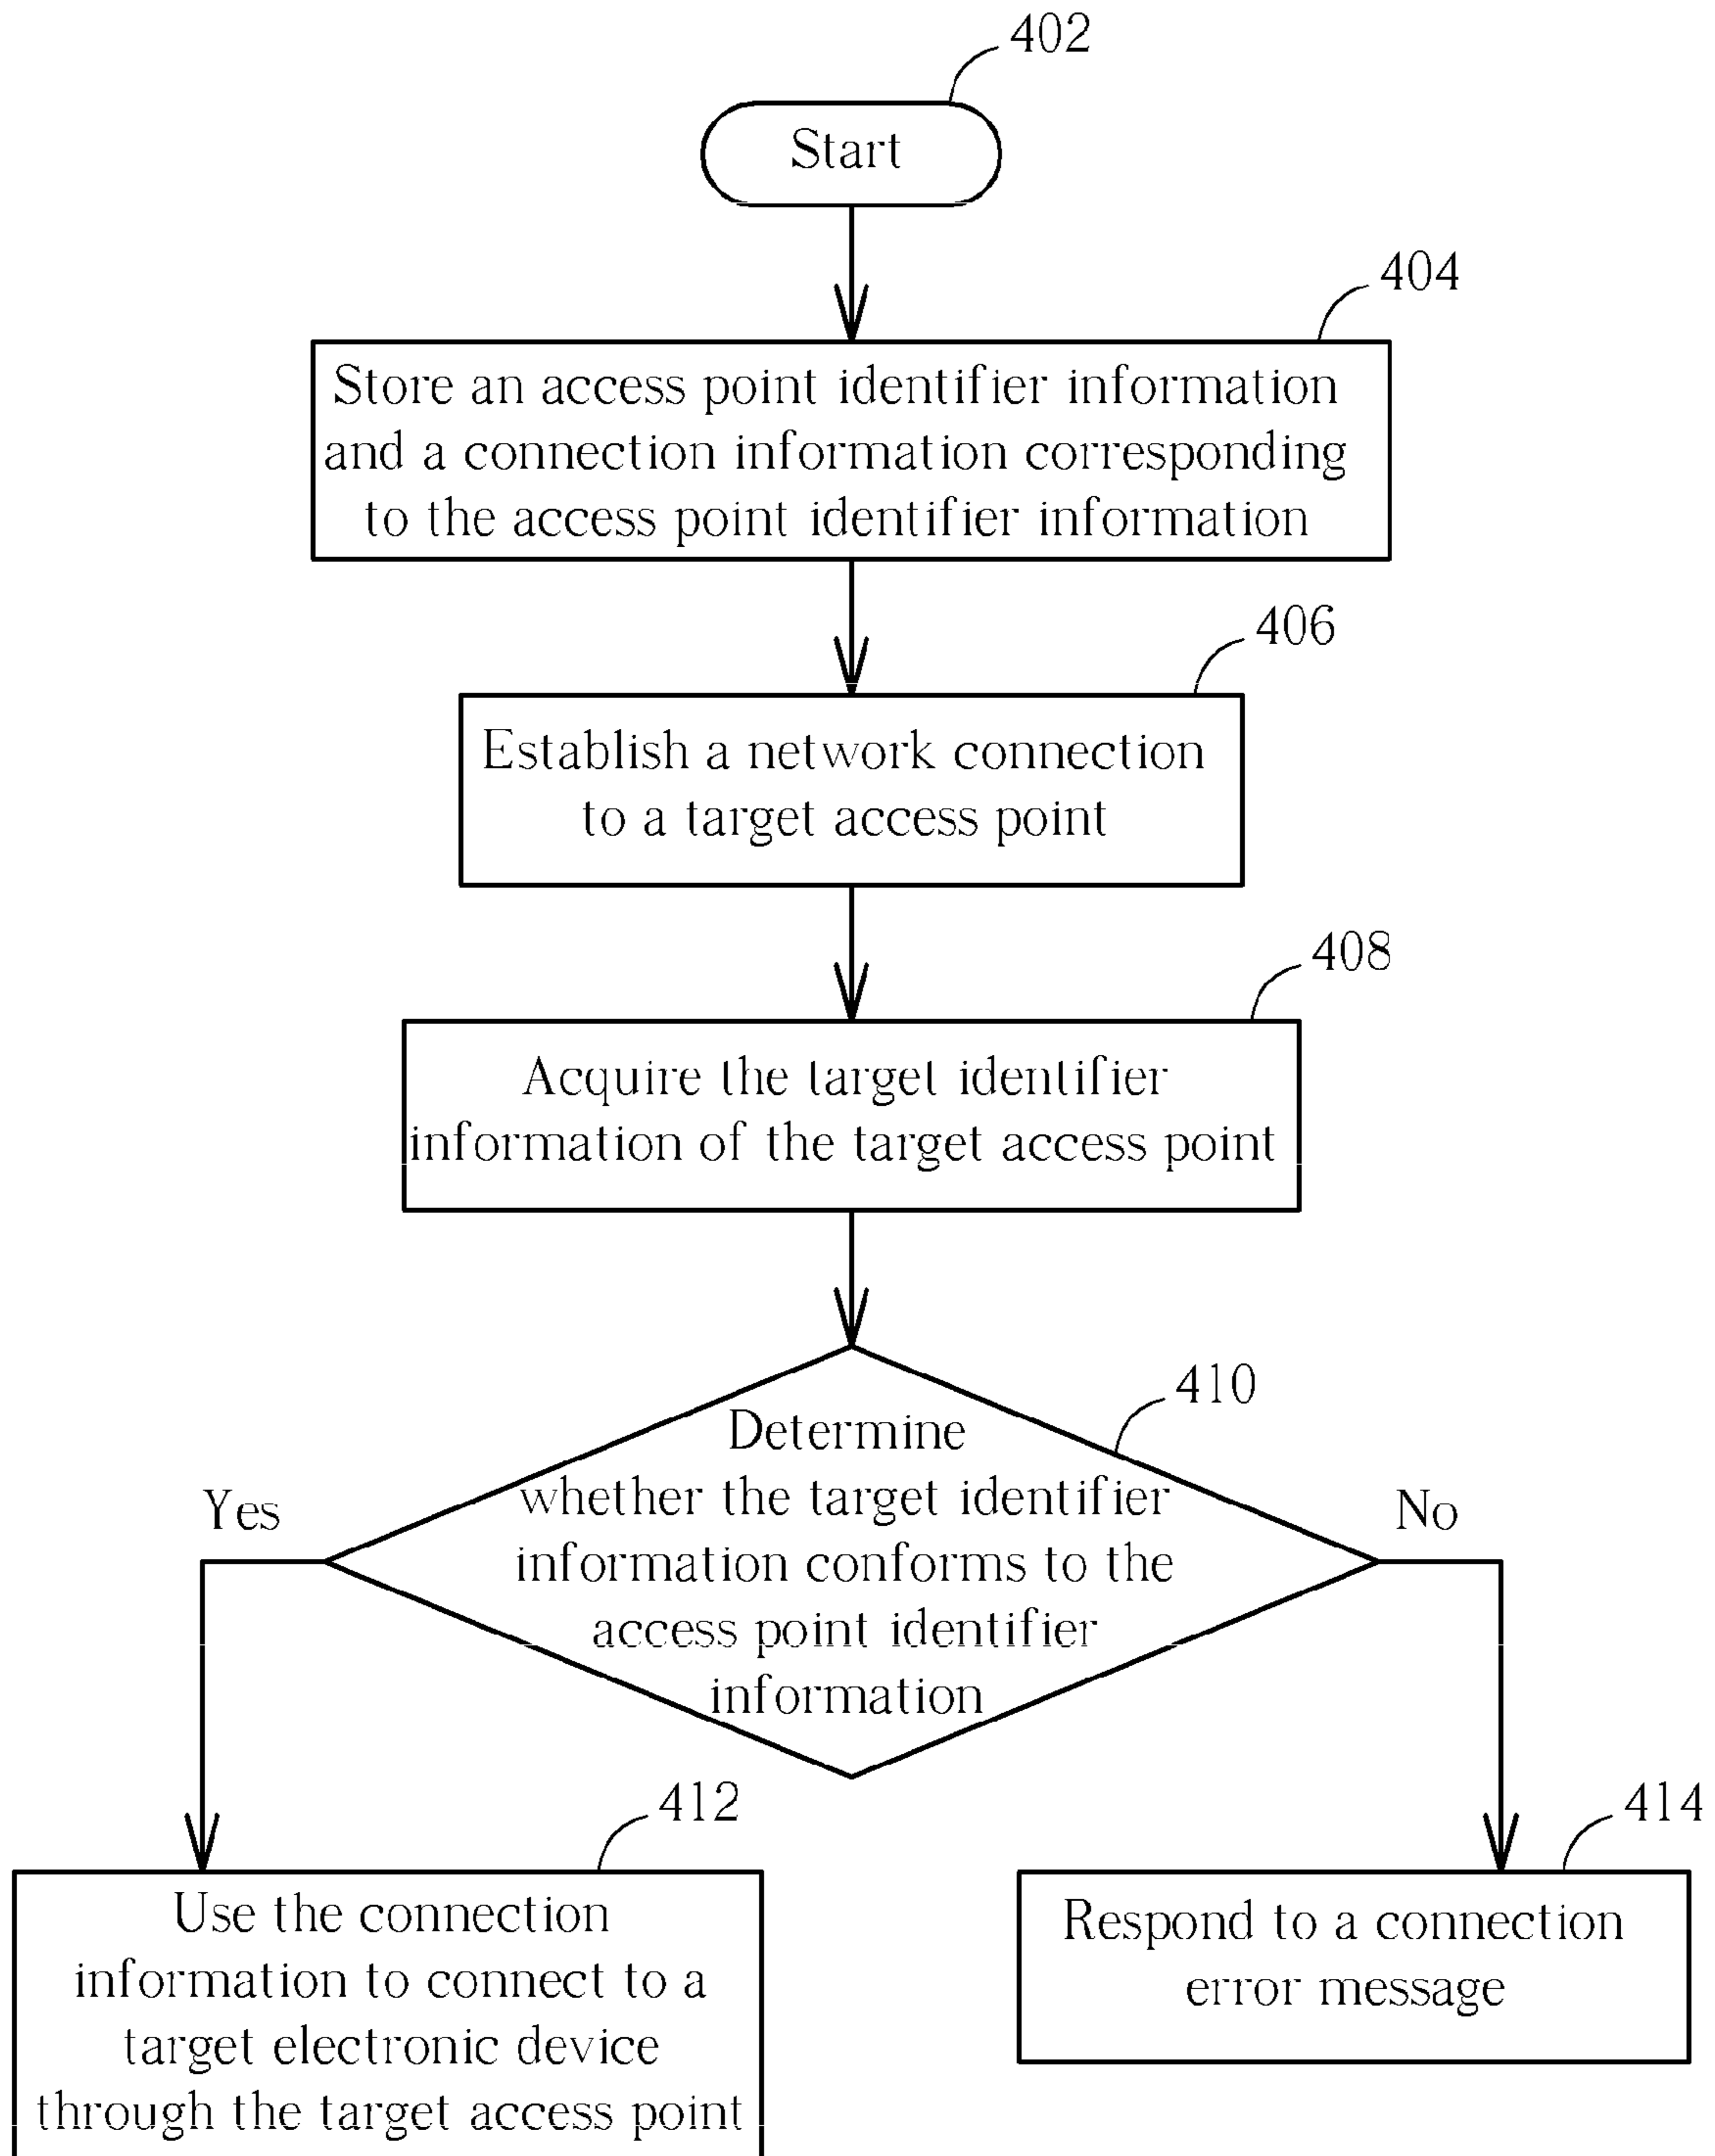 402
Start
404
Store an access point identifier information
and a connection information corresponding
to the access point identifier information
406
Establish a network connection
to a target access point
408
Acquire the target identifier
information of the target access point
410
Determine
whether the target identifier
information conforms to the
access point identifier
information
Yes
No
412
Use the connection
information to connect to a
target electronic device
through the target access point
414
Respond to a connection
error message